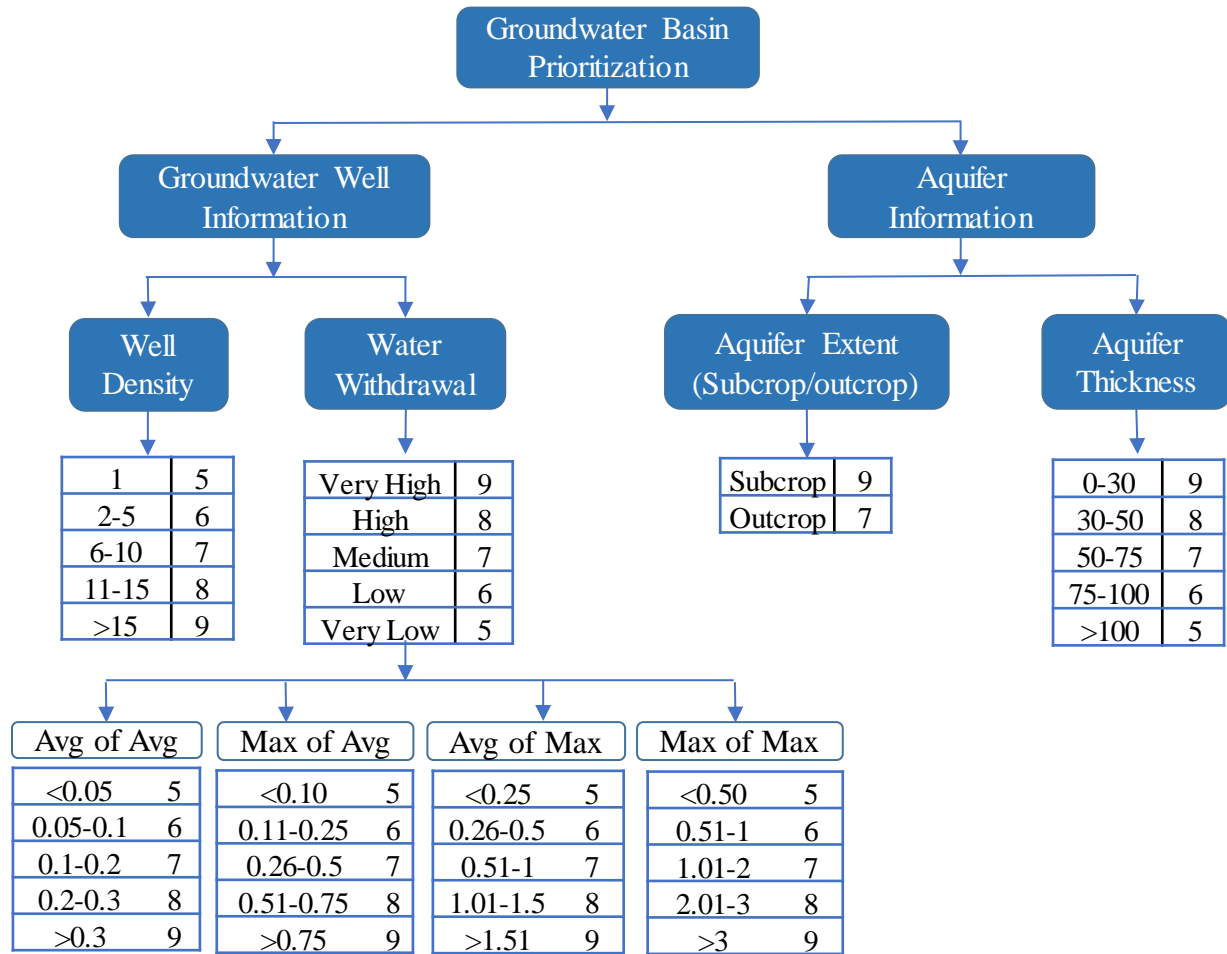 Groundwater Basin
Prioritization
Groundwater Well
Information
Aquifer
Information
Well
Density
Water
Withdrawal
Aquifer Extent
(Subcrop/outcrop)
Aquifer
Thickness
1 5
2-5 6
6-10 7
11-15 8
>15 9
Very High 9
High 8
Medium 7
Low 6
Very Low 5
Subcrop 9
Outcrop 7
0-30 9
30-50 8
50-75 7
75-100 6
>100 5
Avg of Avg
<0.05 5
0.05-0.1 6
0.1-0.2 7
0.2-0.3 8
>0.3 9
Max of Avg
<0.10 5
0.11-0.25 6
0.26-0.5 7
0.51-0.75 8
>0.75 9
Avg of Max
<0.25 5
0.26-0.5 6
0.51-1 7
1.01-1.5 8
>1.51 9
Max of Max
<0.50 5
0.51-1 6
1.01-2 7
2.01-3 8
>3 9